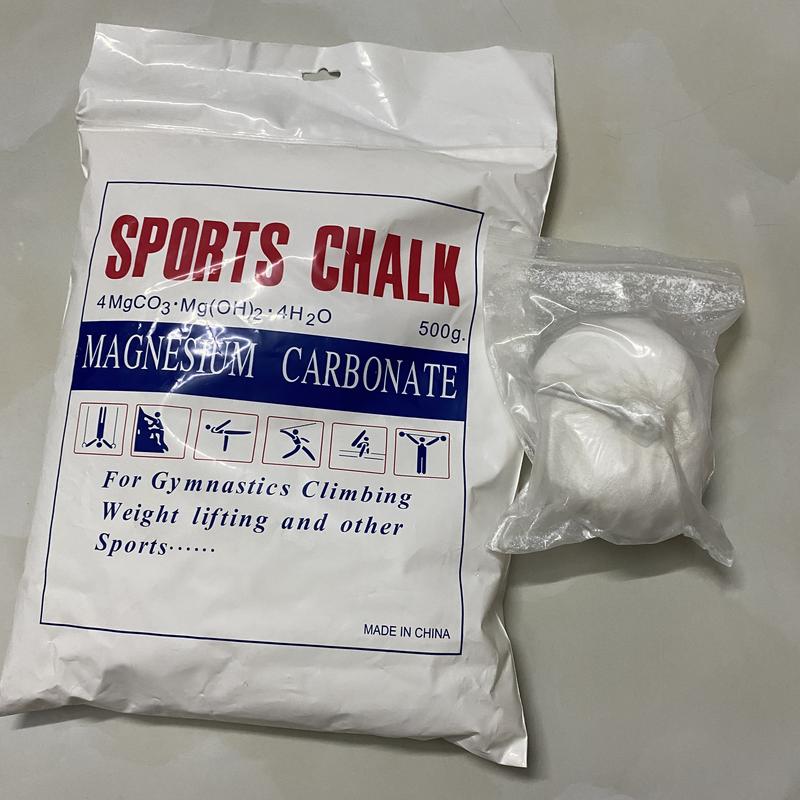 SPORTS CHALK
4MgCO3·Mg(OH)2·4H2O
500g.
MAGNESIUM CARBONATE
For Gymnastics Climbing
Weight lifting and other
Sports······
MADE IN CHINA